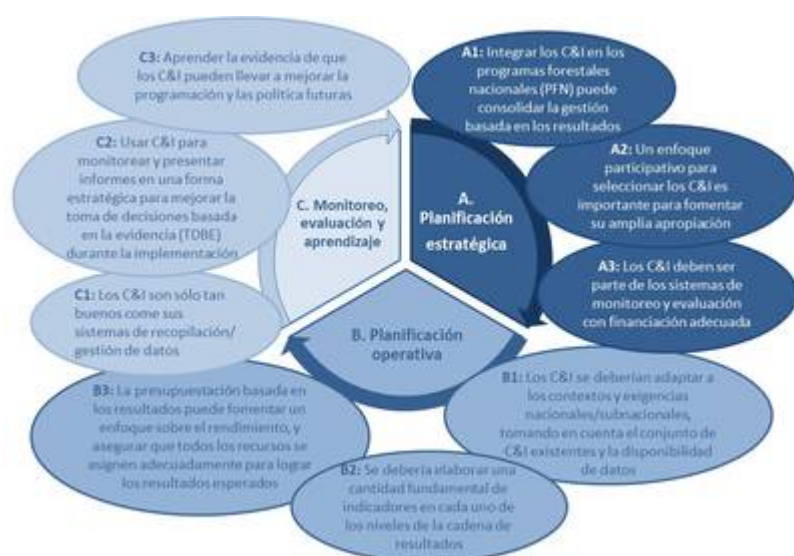 C3: Aprender la evidencia de que
los C&I pueden llevar a mejorar la
programación y las política futuras
A1: Integrar los C&I en los
programas forestales
nacionales (PFN) puede
consolidar la gestión
basada en los resultados
C2: Usar C&I para
monitorear y presentar
informes en una forma
estratégica para mejorar la
toma de decisiones basada
en la evidencia (TDBE)
durante la implementación
C. Monitoreo,
evaluación y
aprendizaje
A.
Planificación
estratégica
A2: Un enfoque
participativo para
seleccionar los C&I es
importante para fomentar
su amplia apropiación
A3: Los C&I deben ser
parte de los sistemas de
monitoreo y evaluación
con financiación adecuada
C1: Los C&I son sólo tan
buenos come sus
sistemas de recopilación/
gestión de datos
B. Planificación
operativa
B3: La presupuestación basada en
los resultados puede fomentar un
enfoque sobre el rendimiento, y
asegurar que todos los recursos se
asignen adecuadamente para lograr
los resultados esperados
B1: Los C&I se deberían adaptar a
los contextos y exigencias
nacionales/subnacionales,
tomando en cuenta el conjunto de
C&I existentes y la disponibilidad
de datos
B2: Se debería elaborar una
cantidad fundamental de
indicadores en cada uno de
los niveles de la cadena de
resultados